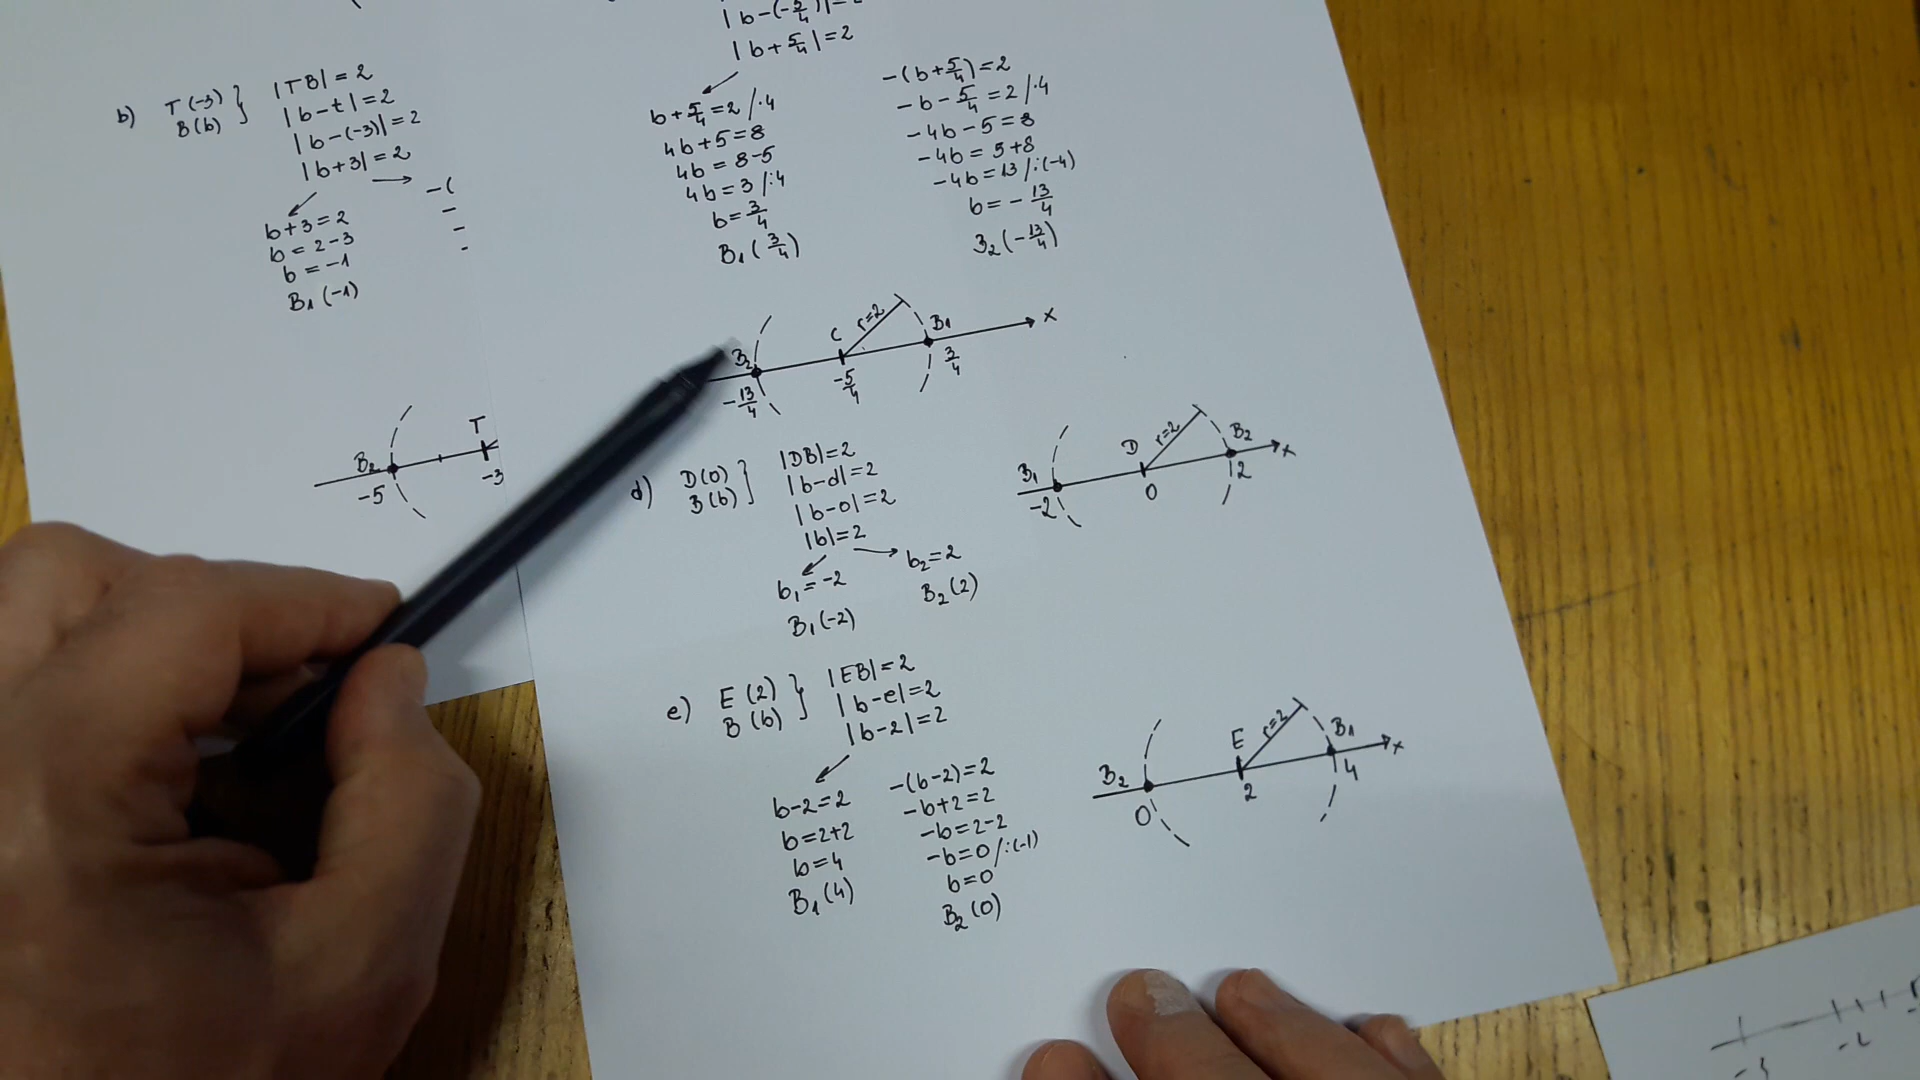 b) T(-3)
B(b) }
|TB|=2
|b-t|=2
|b-(-3)|=2
|b+3|=2
-(
-
-
-
b+3=2
b=2-3
b=-1
B₁(-1)
B₂
-5
T
-3
|b-(-5/4)|=2
|b+5/4|=2
b+5/4=2/·4
4b+5=8
4b=8-5
4b=3/:4
b=3/4
B₁(3/4)
-(b+5/4)=2
-b-5/4=2/·4
-4b-5=8
-4b=5+8
-4b=13/:(-4)
b=-13/4
B₂(-13/4)
B₂
-13/4
C
-5/4
r=2
B₁
3/4
x
d) D(0)
B(b) }
|DB|=2
|b-d|=2
|b-0|=2
|b|=2
b₁=-2
B₁(-2)
b₂=2
B₂(2)
B₁
-2
D
0
r=2
B₂
2
x
e) E(2)
B(b) }
|EB|=2
|b-e|=2
|b-2|=2
b-2=2
b=2+2
b=4
B₁(4)
-(b-2)=2
-b+2=2
-b=2-2
-b=0/:(-1)
b=0
B₂(0)
B₂
0
E
2
r=2
B₁
4
x